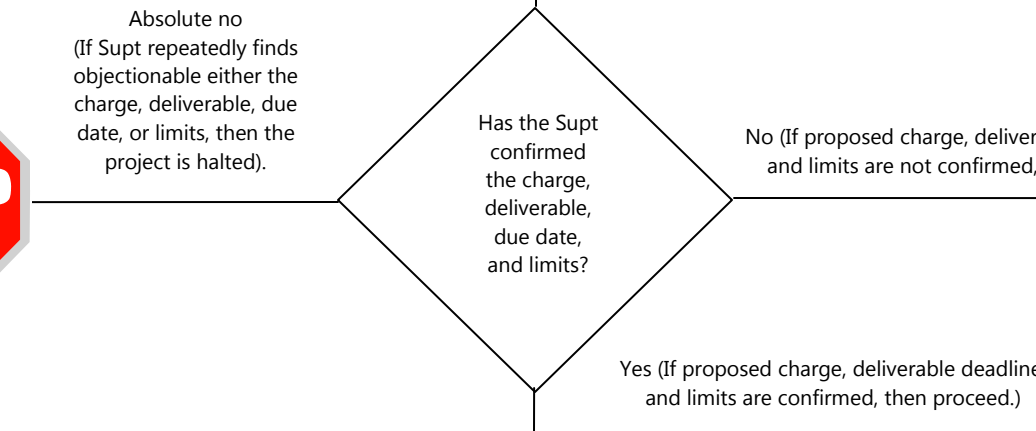 Absolute no
(If Supt repeatedly finds
objectionable either the
charge, deliverable, due
date, or limits, then the
project is halted).
Has the Supt
confirmed
the charge,
deliverable,
due date,
and limits?
No (If proposed charge,
and limits are not confirmed,
Yes (If proposed charge, deliverable deadline
and limits are confirmed, then proceed.)